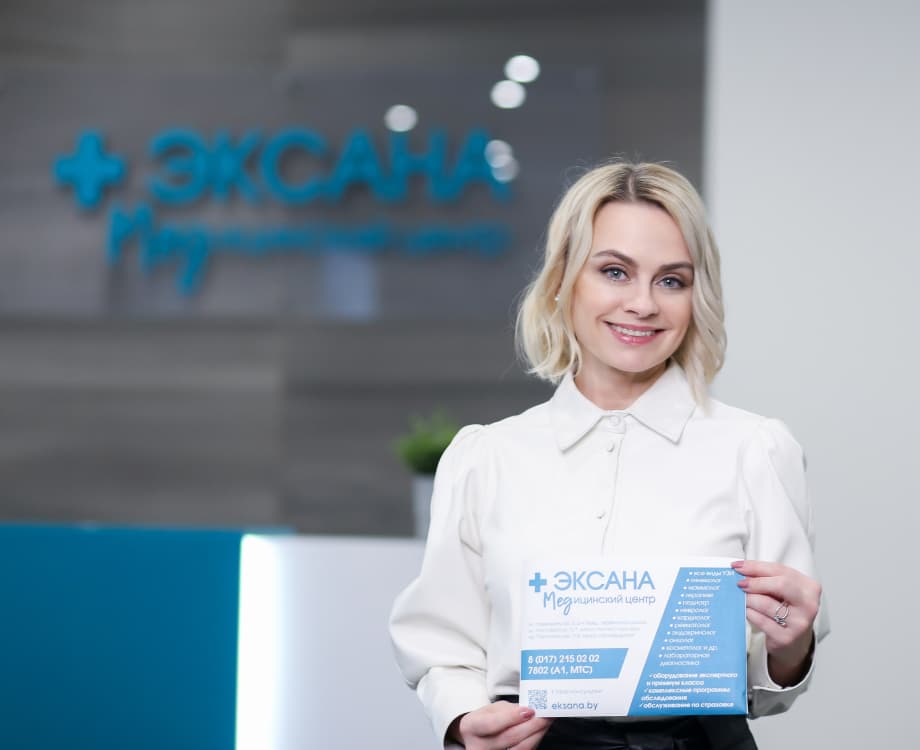 ЭКСАНА
Медицинский центр
ЭКСАНА
Медицинский центр
8 (017) 215 02 02
7802 (А1, МТС)
eksana.by
• все виды УЗИ
• гинеколог
• маммолог
• терапевт
• педиатр
• невролог
• кардиолог
• ревматолог
• эндокринолог
• онколог
• косметолог и др.
• лабораторная
диагностика
✓оборудование экспертного
и премиум класса
✓комплексные программы
обследования
✓обслуживание по страховке